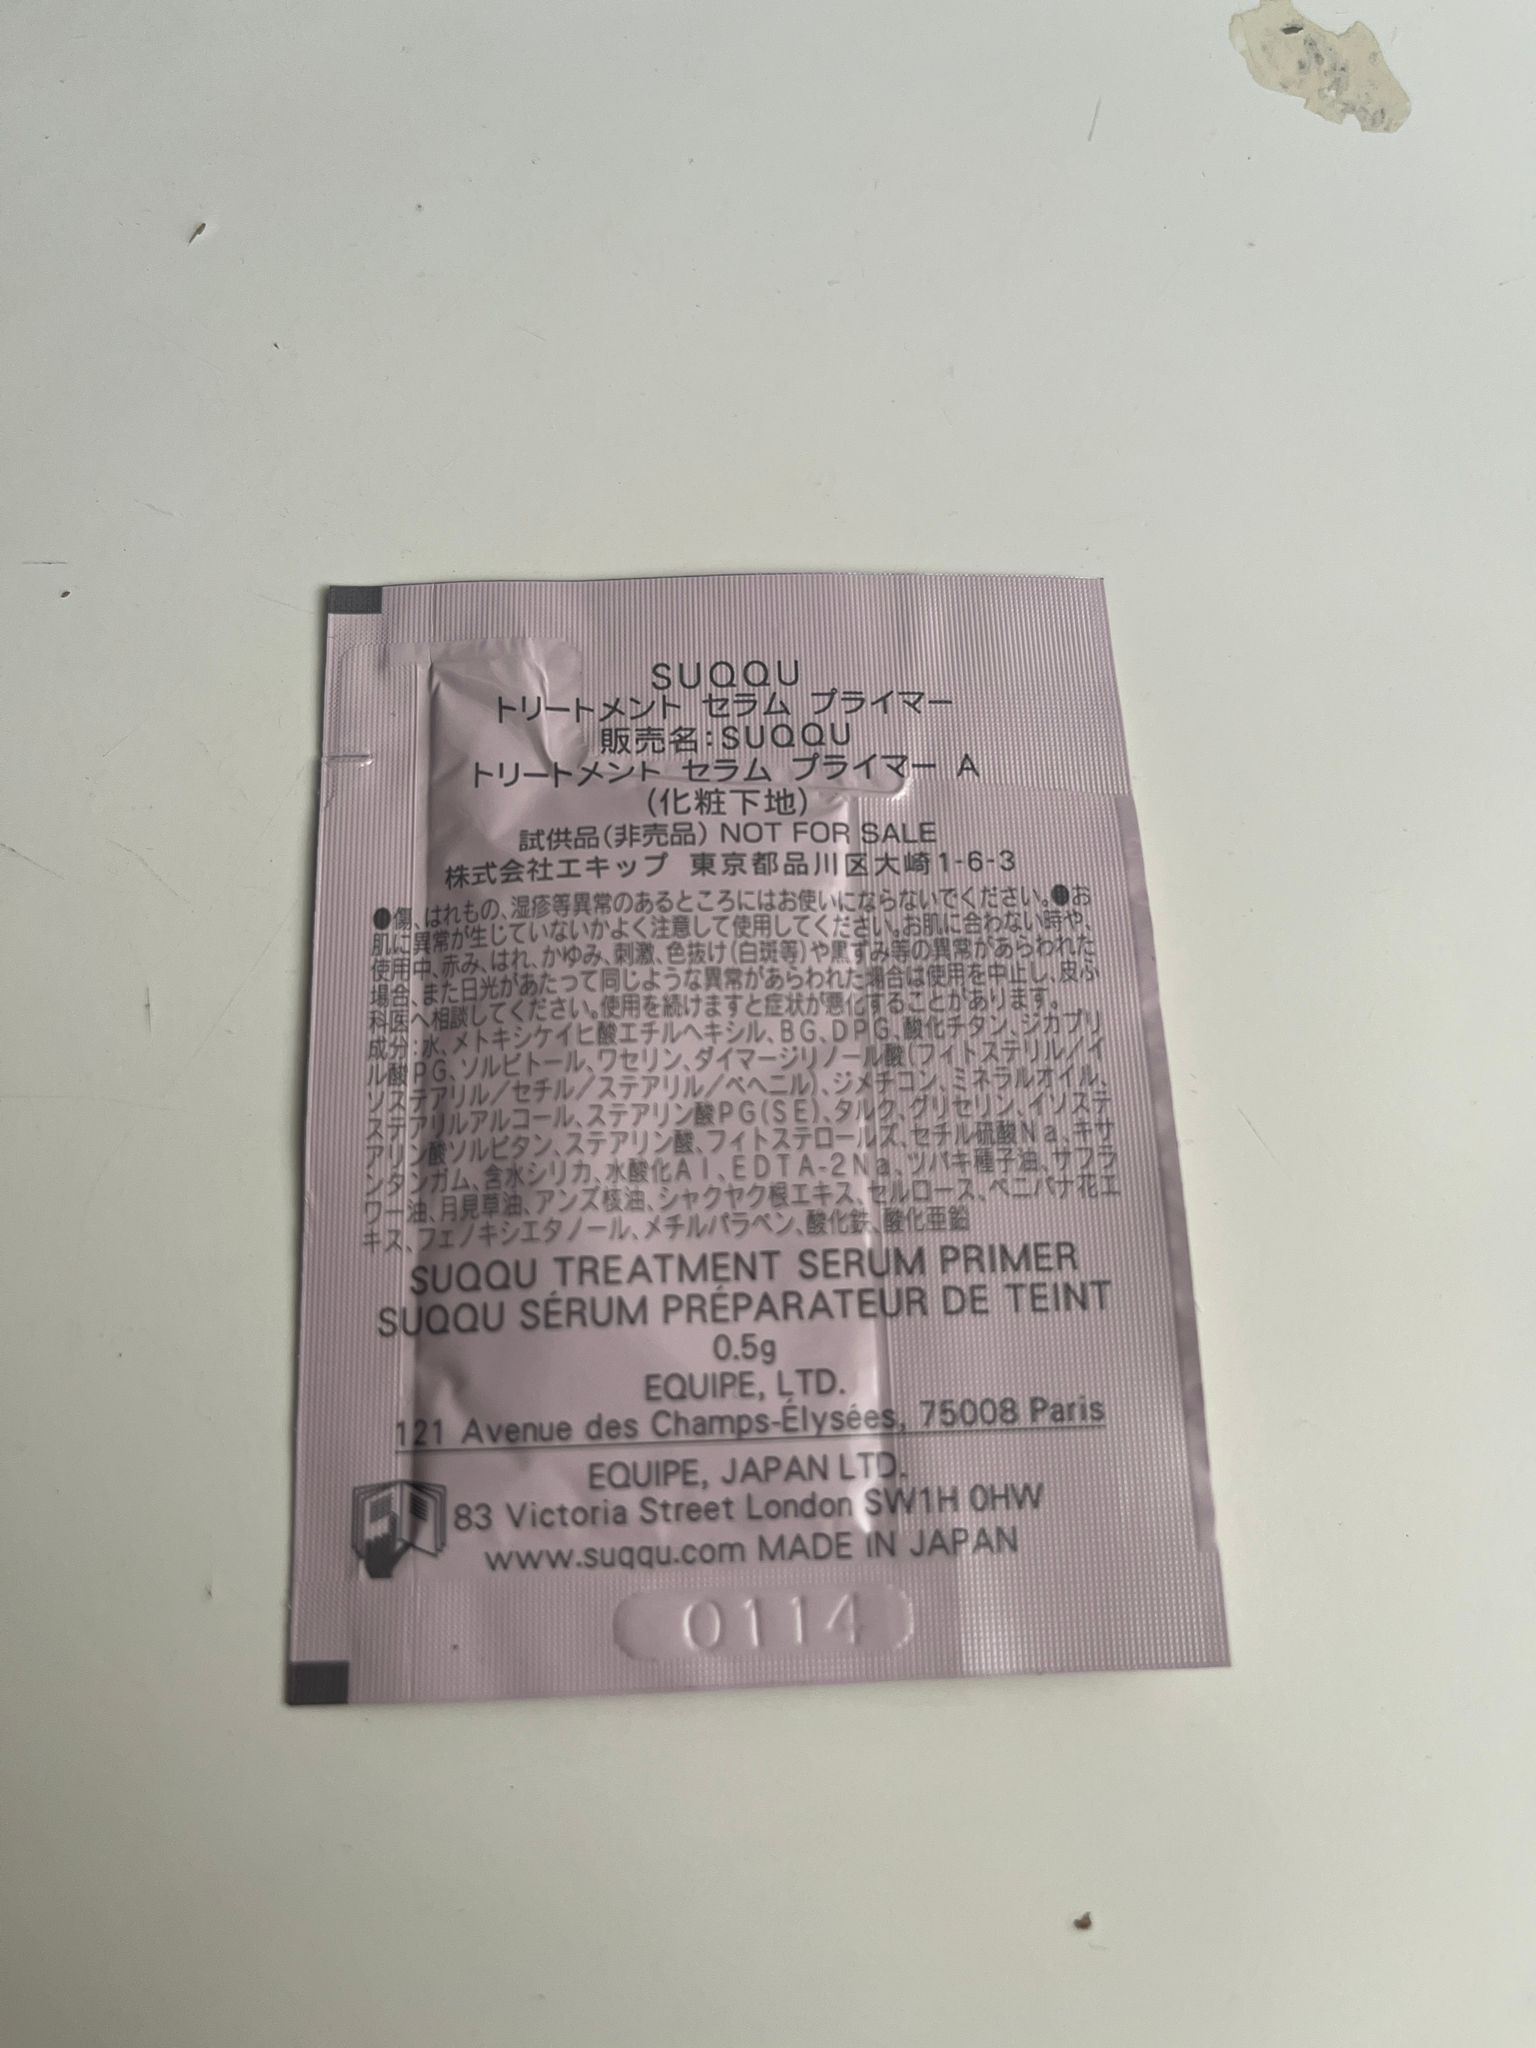 SUQQU
トリートメント セラム プライマー
販売名:SUQQU
トリートメント セラム プライマー A
(化粧下地)
試供品(非売品) NOT FOR SALE
株式会社エキップ 東京都品川区大崎1-6-3
●傷、はれもの、湿疹等異常のあるところにはお使いにならないでください。●お
肌に異常が生じていないかよく注意して使用してください。お肌に合わない時や、
使用中、赤み、はれ、かゆみ、刺激、色抜け(白斑等)や黒ずみ等の異常があらわれた
場合、また日光があたって同じような異常があらわれた場合は使用を中止し、皮ふ
科医へ相談してください。使用を続けますと症状が悪化することがあります。
成分:水、メトキシケイヒ酸エチルヘキシル、BG、DPG、酸化チタン、ジカプリ
ル酸PG、ソルビトール、ワセリン、ダイマージリノール酸(フィトステリル/イ
ソステアリル/セチル/ステアリル/ベヘニル)、ジメチコン、ミネラルオイル、
ステアリルアルコール、ステアリン酸PG(SE)、タルク、グリセリン、イソステ
アリン酸ソルビタン、ステアリン酸、フィトステロールズ、セチル硫酸Na、キサ
ンタンガム、含水シリカ、水酸化Al、EDTA-2Na、ツバキ種子油、サフラ
ワー油、月見草油、アンズ核油、シャクヤク根エキス、セルロース、ベニバナ花エ
キス、フェノキシエタノール、メチルパラベン、酸化鉄、酸化亜鉛
SUQQU TREATMENT SERUM PRIMER
SUQQU SÉRUM PRÉPARATEUR DE TEINT
0.5g
EQUIPE, LTD.
121 Avenue des Champs-Élysées, 75008 Paris
EQUIPE, JAPAN LTD.
83 Victoria Street London SW1H 0HW
www.suqqu.com MADE IN JAPAN
0114